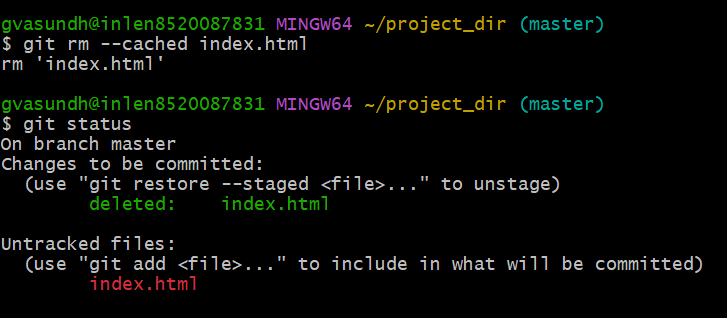 gvasundh@inlen8520087831 MINGW64 ~/project_dir (master)
$ git rm --cached index.html
rm 'index.html'
gvasundh@inlen8520087831 MINGW64 ~/project_dir (master)
$ git status
On branch master
Changes to be committed:
  (use "git restore --staged <file>..." to unstage)
        deleted:    index.html
Untracked files:
  (use "git add <file>..." to include in what will be committed)
        index.html